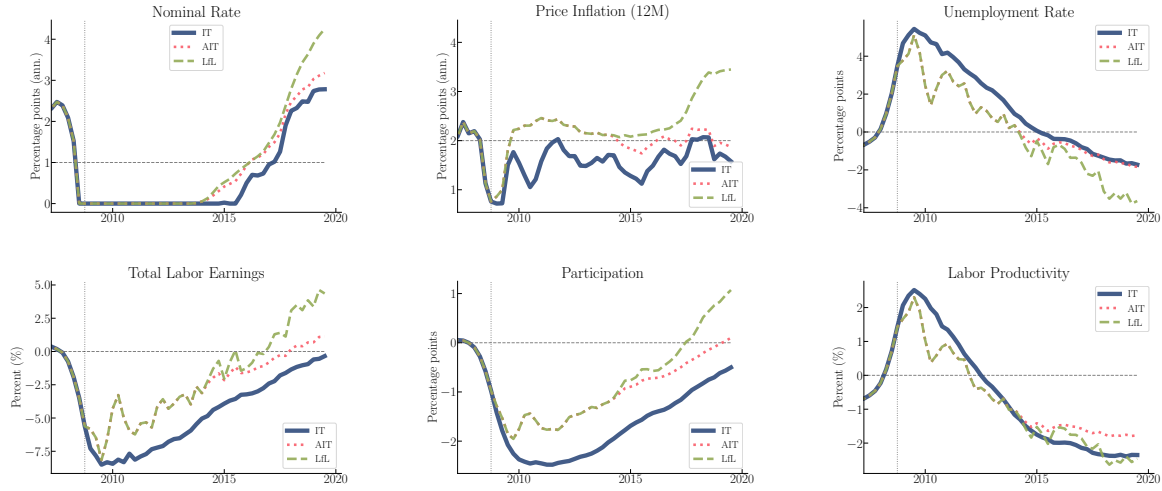 Nominal Rate
Percentage points (ann.)
4
3
2
1
0
IT
AIT
LfL
2010
2015
2020
Price Inflation (12M)
Percentage points (ann.)
4
3
2
1
IT
AIT
LfL
2010
2015
2020
Unemployment Rate
Percentage points
4
2
0
−2
−4
IT
AIT
LfL
2010
2015
2020
Total Labor Earnings
Percent (%)
5.0
2.5
0.0
−2.5
−5.0
−7.5
IT
AIT
LfL
2010
2015
2020
Participation
Percentage points
1
0
−1
−2
IT
AIT
LfL
2010
2015
2020
Labor Productivity
Percent (%)
2
1
0
−1
−2
IT
AIT
LfL
2010
2015
2020